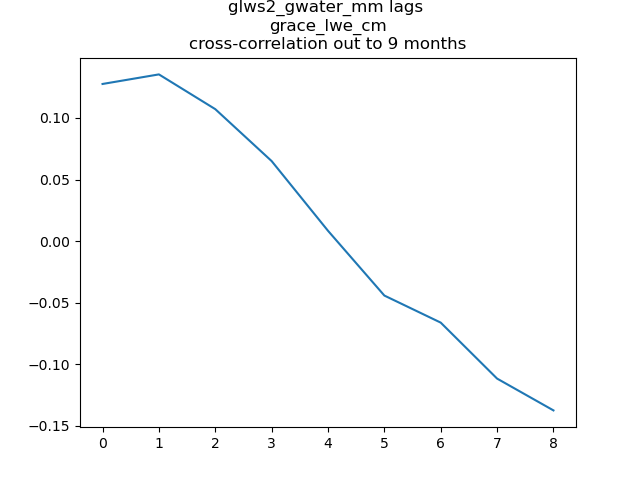 glws2_gwater_mm lags
grace_lwe_cm
cross-correlation out to 9 months
0.10
0.05
0.00
−0.05
−0.10
−0.15
0 1 2 3 4 5 6 7 8